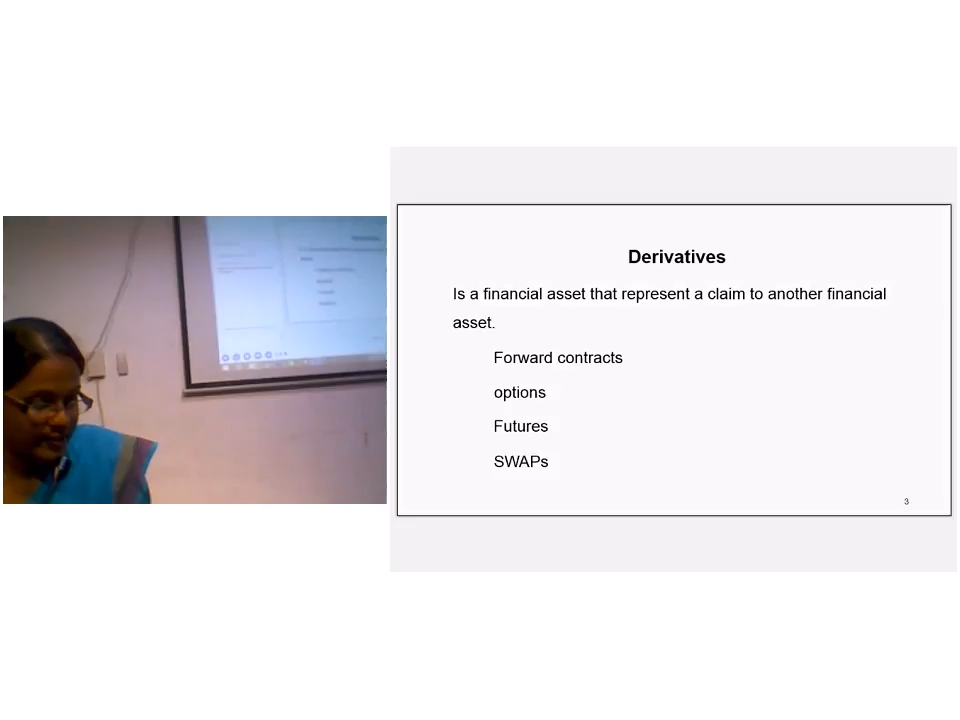 Derivatives
Is a financial asset that represent a claim to another financial
asset.
Forward contracts
options
Futures
SWAPs
3